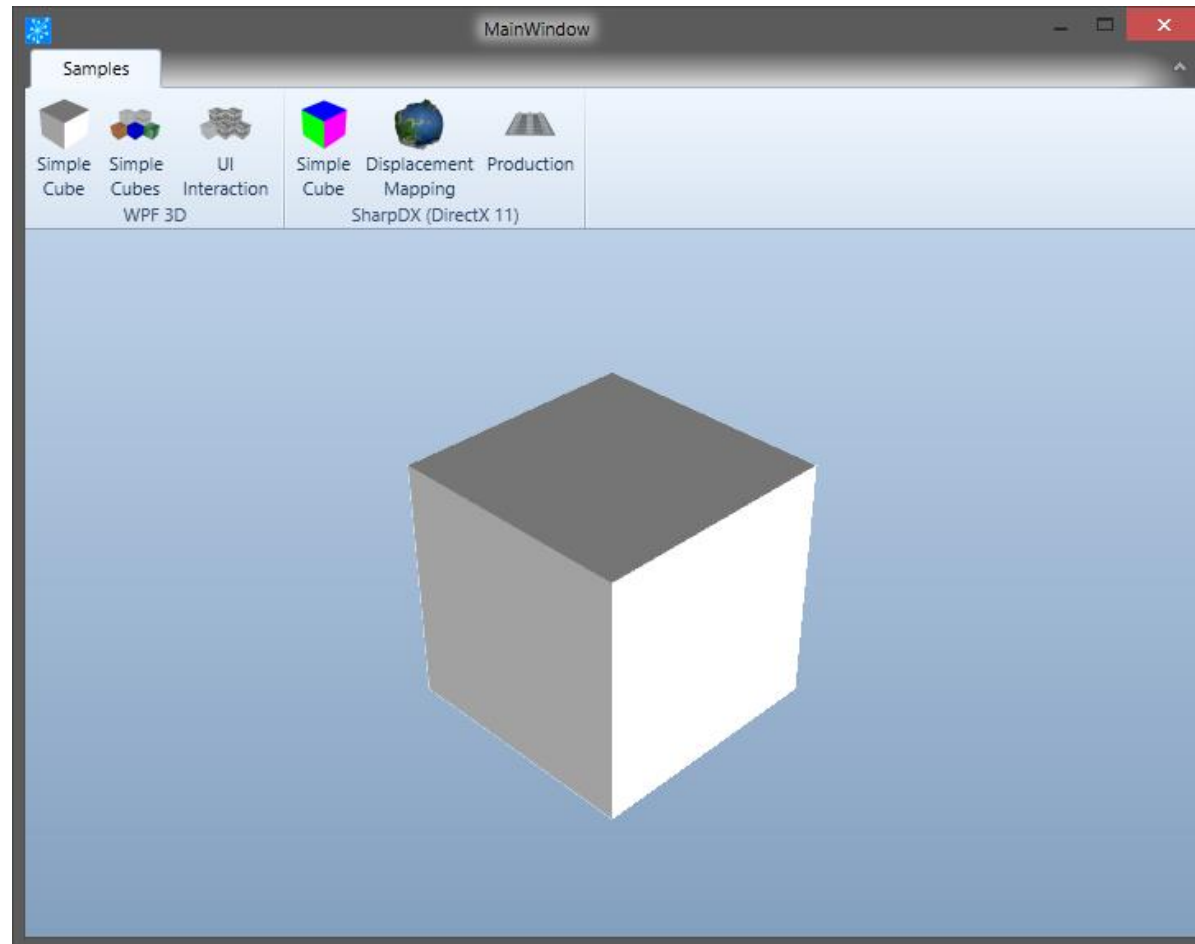 MainWindow
Samples
Simple Cube
Simple Cubes
UI Interaction
WPF 3D
Simple Cube
Displacement Mapping
Production
SharpDX (DirectX 11)